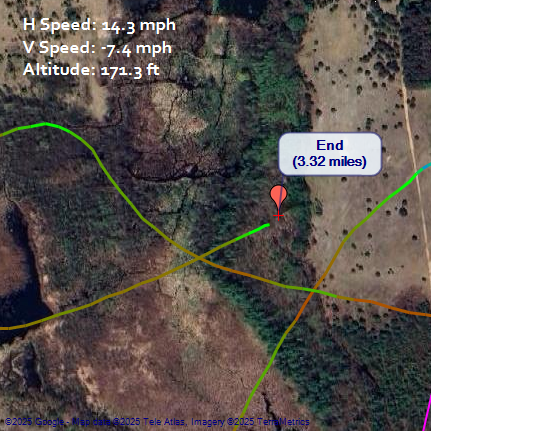 H Speed: 14.3 mph
V Speed: -7.4 mph
Altitude: 171.3 ft
End
(3.32 miles)
©2025 Google - Map data ©2025 Tele Atlas, Imagery ©2025 TerraMetrics